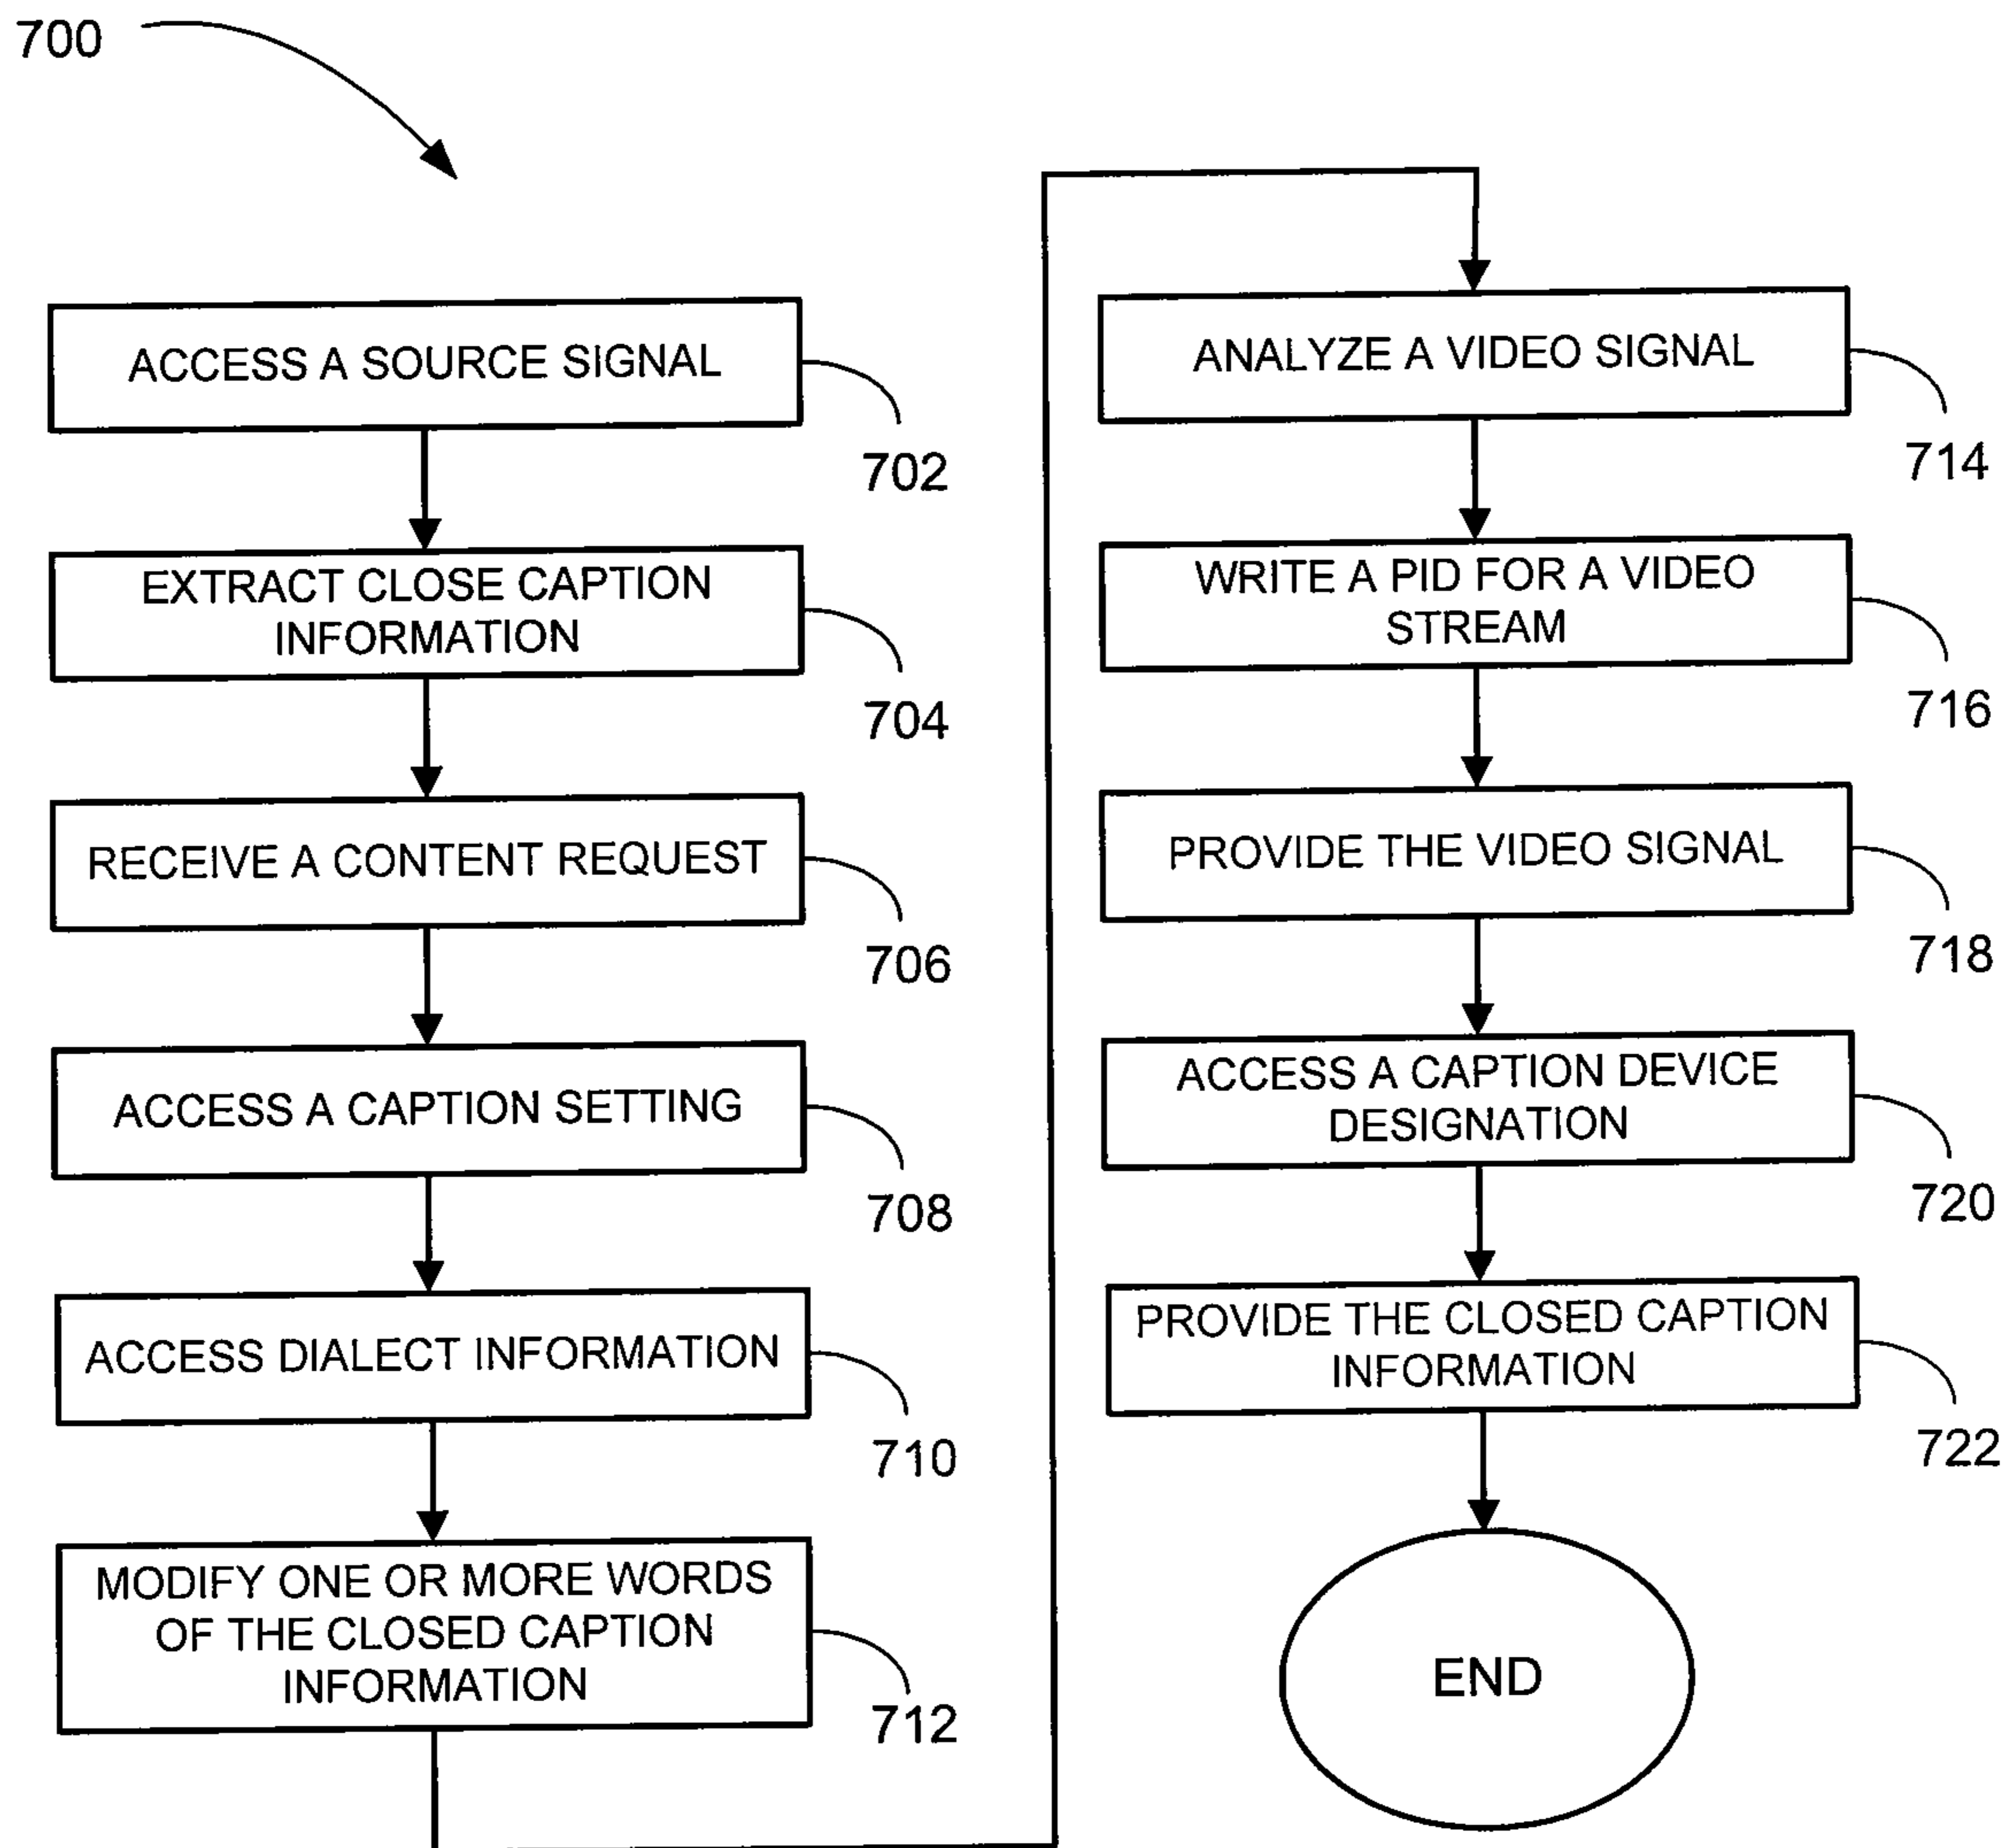 700
ACCESS A SOURCE SIGNAL
702
EXTRACT CLOSE CAPTION
INFORMATION
704
RECEIVE A CONTENT REQUEST
706
ACCESS A CAPTION SETTING
708
ACCESS DIALECT INFORMATION
710
MODIFY ONE OR MORE WORDS
OF THE CLOSED CAPTION
INFORMATION
712
ANALYZE A VIDEO SIGNAL
714
WRITE A PID FOR A VIDEO
STREAM
716
PROVIDE THE VIDEO SIGNAL
718
ACCESS A CAPTION DEVICE
DESIGNATION
720
PROVIDE THE CLOSED CAPTION
INFORMATION
722
END